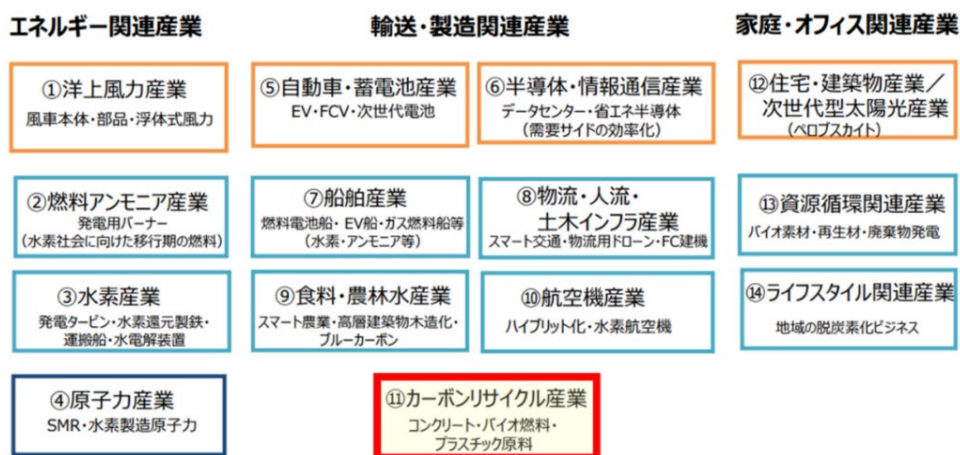 エネルギー関連産業
輸送・製造関連産業
家庭・オフィス関連産業
①洋上風力産業
風車本体・部品・浮体式風力
⑤自動車・蓄電池産業
EV・FCV・次世代電池
⑥半導体・情報通信産業
データセンター・省エネ半導体
(需要サイドの効率化)
⑫住宅・建築物産業／
次世代型太陽光産業
(ペロブスカイト)
②燃料アンモニア産業
発電用バーナー
(水素社会に向けた移行期の燃料)
⑦船舶産業
燃料電池船・EV船・ガス燃料船等
(水素・アンモニア等)
⑧物流・人流・
土木インフラ産業
スマート交通・物流用ドローン・FC建機
⑬資源循環関連産業
バイオ素材・再生材・廃棄物発電
③水素産業
発電タービン・水素還元製鉄・
運搬船・水電解装置
⑨食料・農林水産業
スマート農業・高層建築物木造化・
ブルーカーボン
⑩航空機産業
ハイブリット化・水素航空機
⑭ライフスタイル関連産業
地域の脱炭素化ビジネス
④原子力産業
SMR・水素製造原子力
⑪カーボンリサイクル産業
コンクリート・バイオ燃料・
プラスチック原料